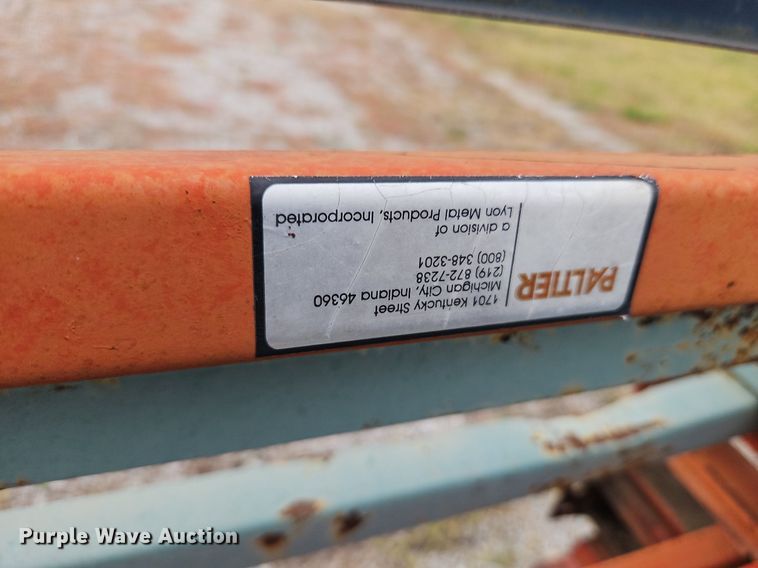 PALTIER
1701 Kentucky Street
Michigan City, Indiana 46360
(219) 872-7238
(800) 348-3201
a division of
Lyon Metal Products, Incorporated
Purple Wave Auction